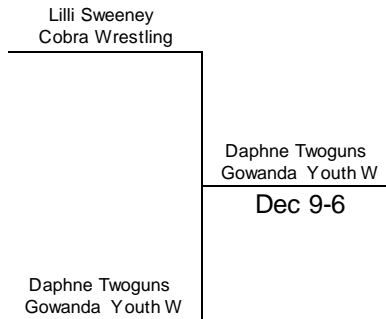 Lilli Sweeney
Cobra Wrestling
Daphne Twoguns
Gowanda Youth W
Dec 9-6
Daphne Twoguns
Gowanda Youth W